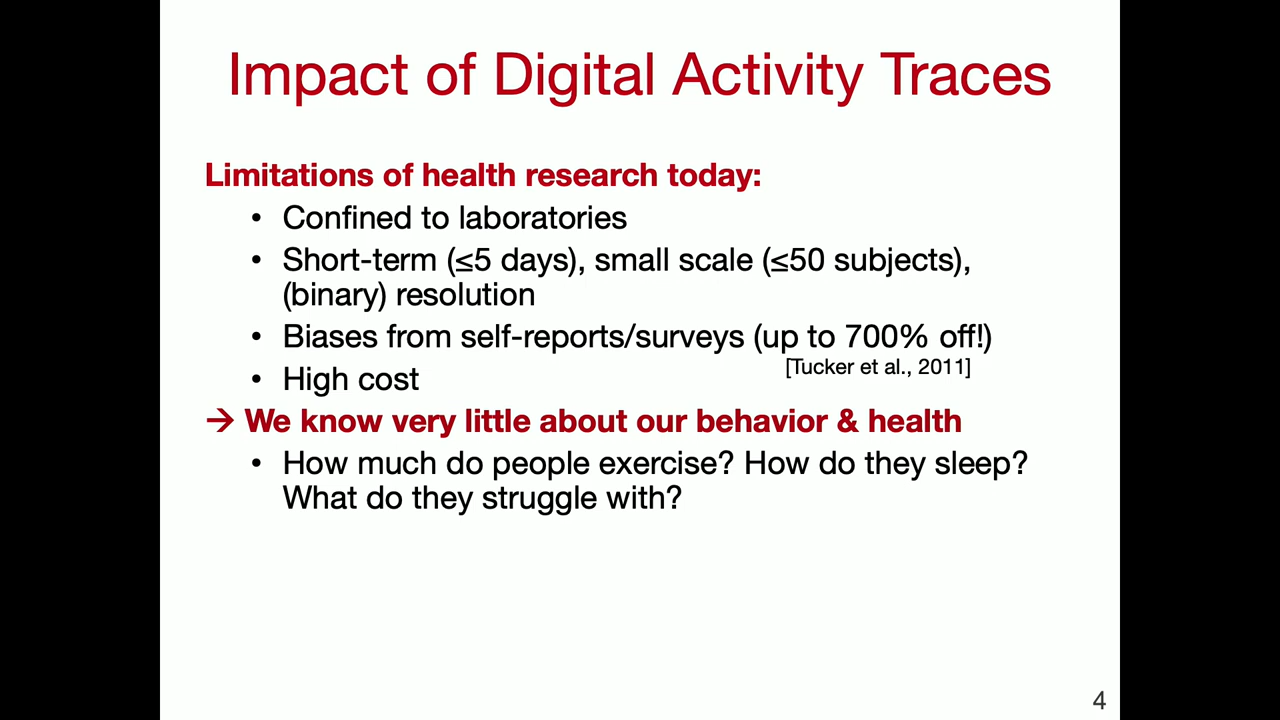 Impact of Digital Activity Traces
Limitations of health research today:
• Confined to laboratories
• Short-term (≤5 days), small scale (≤50 subjects),
(binary) resolution
• Biases from self-reports/surveys (up to 700% off!)
[Tucker et al., 2011]
• High cost
→ We know very little about our behavior & health
• How much do people exercise? How do they sleep?
What do they struggle with?
4